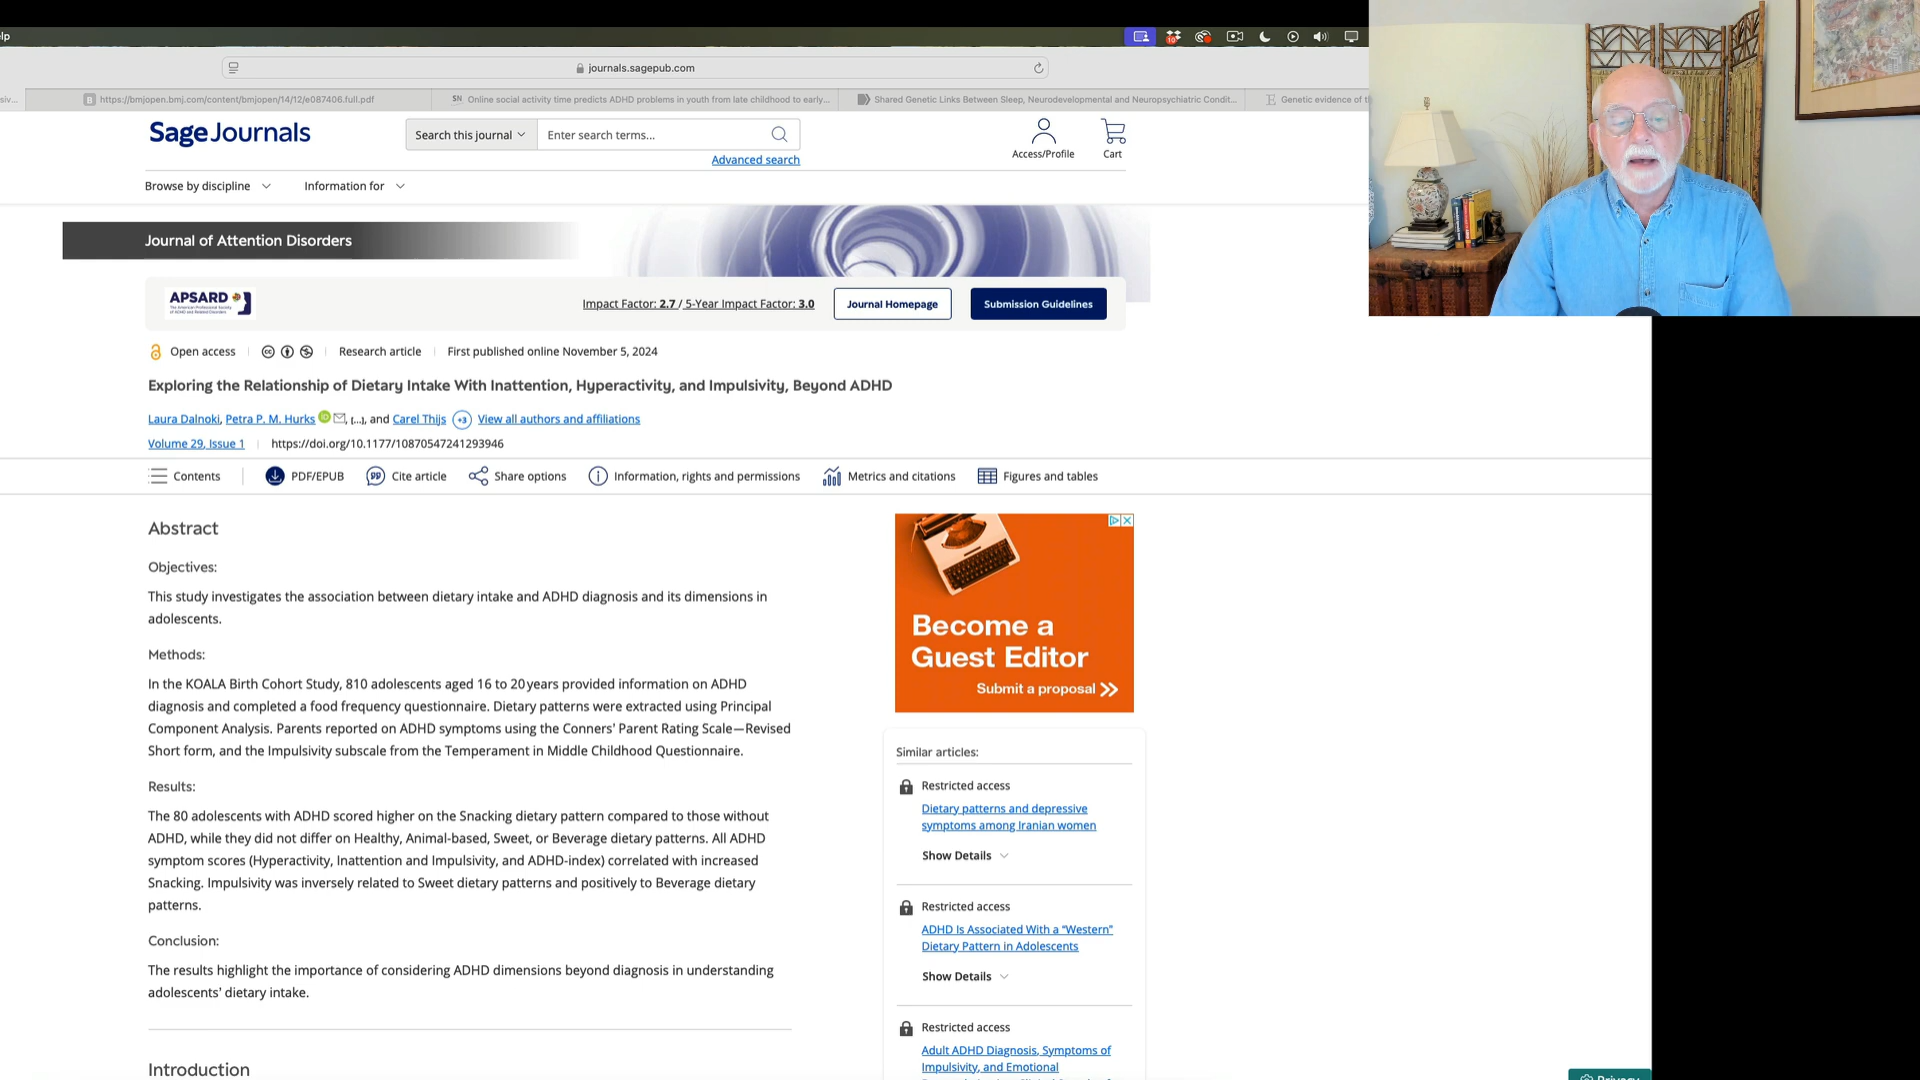 lp
10
journals.sagepub.com
siv...
https://bmjopen.bmj.com/content/bmjopen/14/12/e087406.full.pdf
SN Online social activity time predicts ADHD problems in youth from late childhood to early...
Shared Genetic Links Between Sleep, Neurodevelopmental and Neuropsychiatric Condit...
Genetic evidence of t
Sage Journals
Search this journal
Enter search terms...
Advanced search
Access/Profile
Cart
Browse by discipline
Information for
Journal of Attention Disorders
APSARD
Impact Factor: 2.7 / 5-Year Impact Factor: 3.0
Journal Homepage
Submission Guidelines
Open access
Research article
First published online November 5, 2024
Exploring the Relationship of Dietary Intake With Inattention, Hyperactivity, and Impulsivity, Beyond ADHD
Laura Dalnoki, Petra P. M. Hurks iD, [...], and Carel Thijs +3 View all authors and affiliations
Volume 29, Issue 1
https://doi.org/10.1177/10870547241293946
Contents
PDF/EPUB
Cite article
Share options
Information, rights and permissions
Metrics and citations
Figures and tables
Abstract
Objectives:
This study investigates the association between dietary intake and ADHD diagnosis and its dimensions in
adolescents.
Methods:
In the KOALA Birth Cohort Study, 810 adolescents aged 16 to 20 years provided information on ADHD
diagnosis and completed a food frequency questionnaire. Dietary patterns were extracted using Principal
Component Analysis. Parents reported on ADHD symptoms using the Conners' Parent Rating Scale—Revised
Short form, and the Impulsivity subscale from the Temperament in Middle Childhood Questionnaire.
Results:
The 80 adolescents with ADHD scored higher on the Snacking dietary pattern compared to those without
ADHD, while they did not differ on Healthy, Animal-based, Sweet, or Beverage dietary patterns. All ADHD
symptom scores (Hyperactivity, Inattention and Impulsivity, and ADHD-index) correlated with increased
Snacking. Impulsivity was inversely related to Sweet dietary patterns and positively to Beverage dietary
patterns.
Conclusion:
The results highlight the importance of considering ADHD dimensions beyond diagnosis in understanding
adolescents' dietary intake.
Introduction
Become a
Guest Editor
Submit a proposal
Similar articles:
Restricted access
Dietary patterns and depressive
symptoms among Iranian women
Show Details
Restricted access
ADHD Is Associated With a "Western"
Dietary Pattern in Adolescents
Show Details
Restricted access
Adult ADHD Diagnosis, Symptoms of
Impulsivity, and Emotional
Privacy